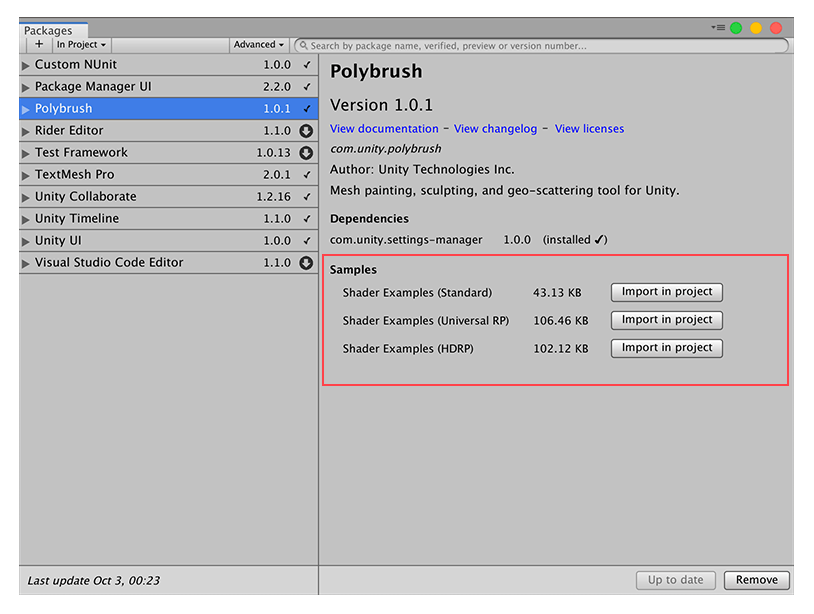 Packages
+ In Project Advanced Search by package name, verified, preview or version number...
Custom NUnit 1.0.0 ✓
Package Manager UI 2.2.0 ✓
Polybrush 1.0.1 ✓
Rider Editor 1.1.0
Test Framework 1.0.13
TextMesh Pro 2.0.1 ✓
Unity Collaborate 1.2.16 ✓
Unity Timeline 1.1.0 ✓
Unity UI 1.0.0 ✓
Visual Studio Code Editor 1.1.0
Polybrush
Version 1.0.1
View documentation - View changelog - View licenses
com.unity.polybrush
Author: Unity Technologies Inc.
Mesh painting, sculpting, and geo-scattering tool for Unity.
Dependencies
com.unity.settings-manager 1.0.0 (installed ✓)
Samples
Shader Examples (Standard) 43.13 KB Import in project
Shader Examples (Universal RP) 106.46 KB Import in project
Shader Examples (HDRP) 102.12 KB Import in project
Last update Oct 3, 00:23
Up to date Remove